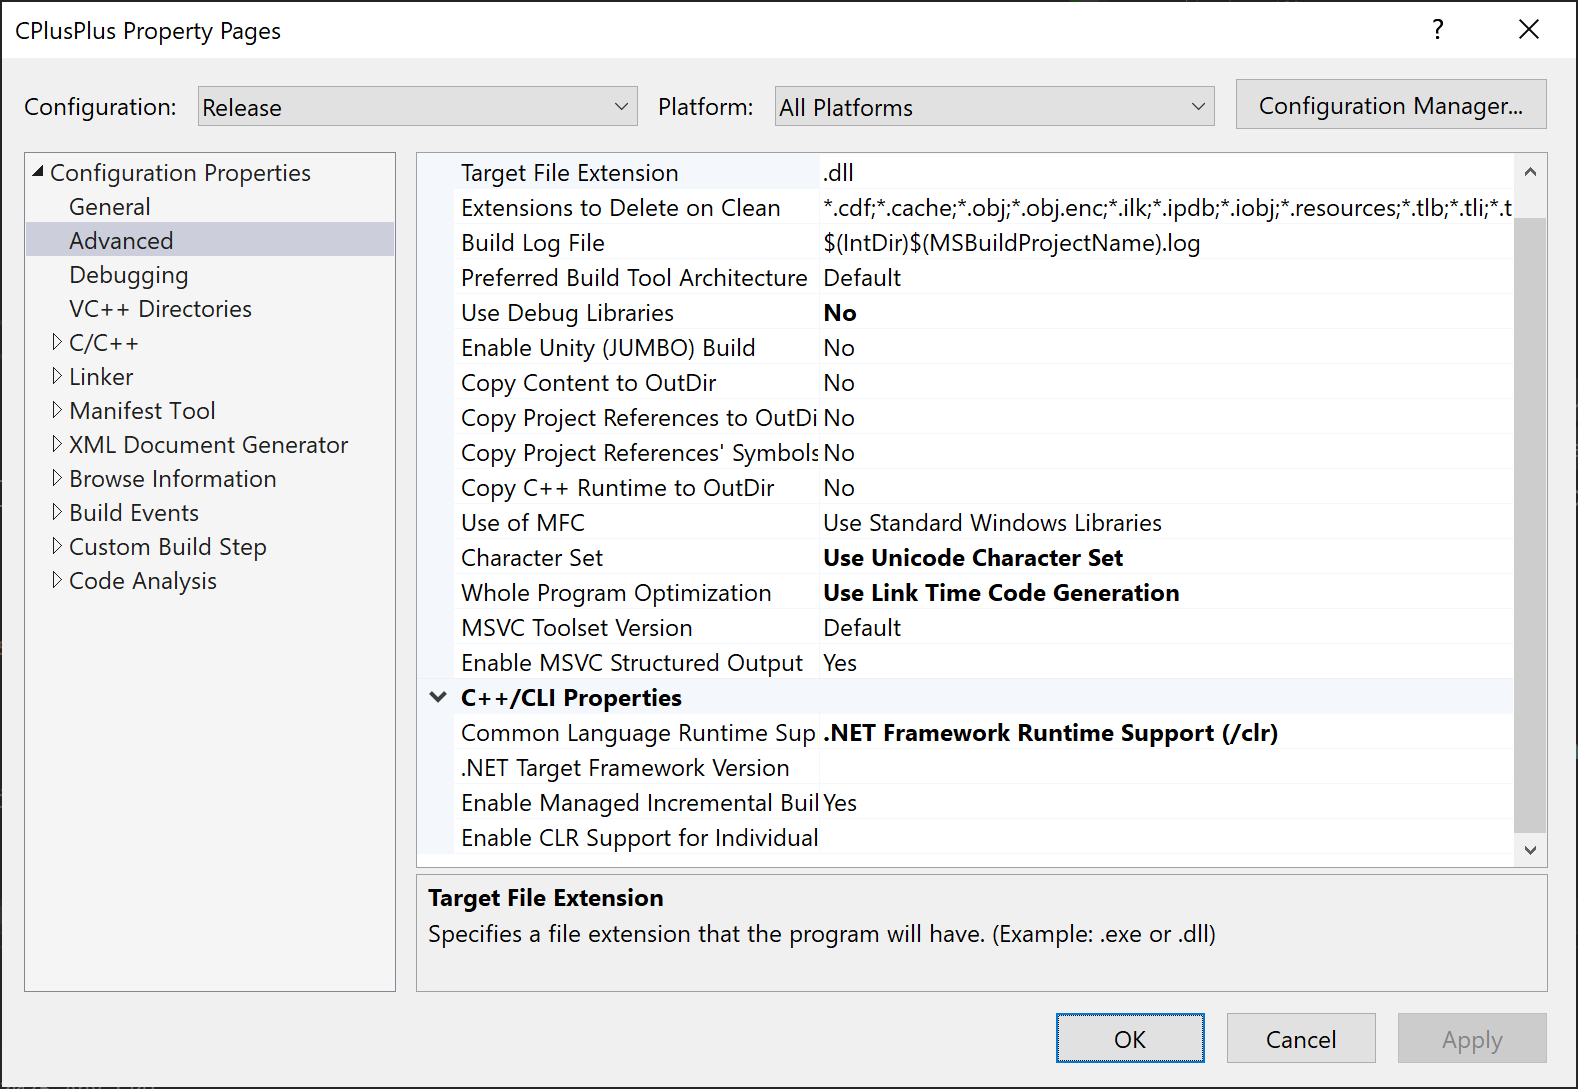 CPlusPlus Property Pages
?
Configuration: Release Platform: All Platforms Configuration Manager...
Configuration Properties
General
Advanced
Debugging
VC++ Directories
C/C++
Linker
Manifest Tool
XML Document Generator
Browse Information
Build Events
Custom Build Step
Code Analysis
Target File Extension .dll
Extensions to Delete on Clean *.cdf;*.cache;*.obj;*.obj.enc;*.ilk;*.ipdb;*.iobj;*.resources;*.tlb;*.tli;*.t
Build Log File $(IntDir)$(MSBuildProjectName).log
Preferred Build Tool Architecture Default
Use Debug Libraries No
Enable Unity (JUMBO) Build No
Copy Content to OutDir No
Copy Project References to OutDi No
Copy Project References' Symbols No
Copy C++ Runtime to OutDir No
Use of MFC Use Standard Windows Libraries
Character Set Use Unicode Character Set
Whole Program Optimization Use Link Time Code Generation
MSVC Toolset Version Default
Enable MSVC Structured Output Yes
C++/CLI Properties
Common Language Runtime Sup .NET Framework Runtime Support (/clr)
.NET Target Framework Version
Enable Managed Incremental Buil Yes
Enable CLR Support for Individual
Target File Extension
Specifies a file extension that the program will have. (Example: .exe or .dll)
OK Cancel Apply